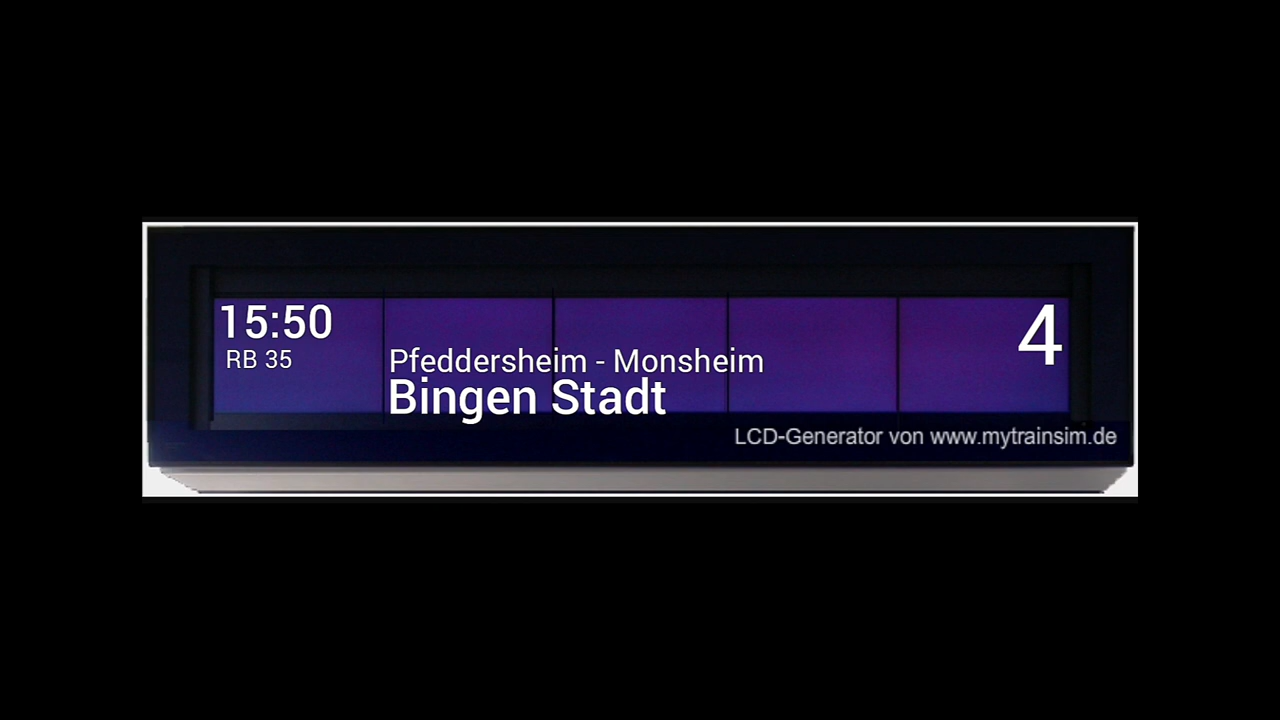 15:50
4
RB 35
Pfeddersheim - Monsheim
Bingen Stadt
LCD-Generator von www.mytrainsim.de